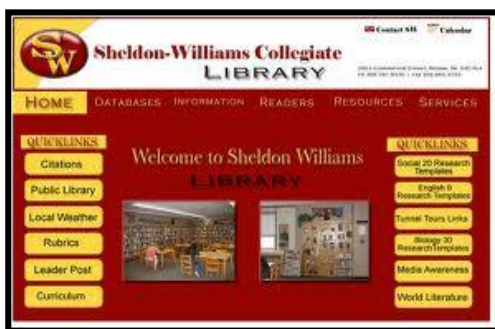 Contact SW
Calendar
SW
Sheldon-Williams Collegiate
LIBRARY
HOME
DATABASES
INFORMATION
READERS
RESOURCES
SERVICES
QUICKLINKS
Citations
Public Library
Local Weather
Rubrics
Leader Post
Curriculum
Welcome to Sheldon Williams
LIBRARY
QUICKLINKS
Social 20 Research
Templates
English 9
Research Templates
Tunnel Tours Links
Biology 30
Research Templates
Media Awareness
World Literature